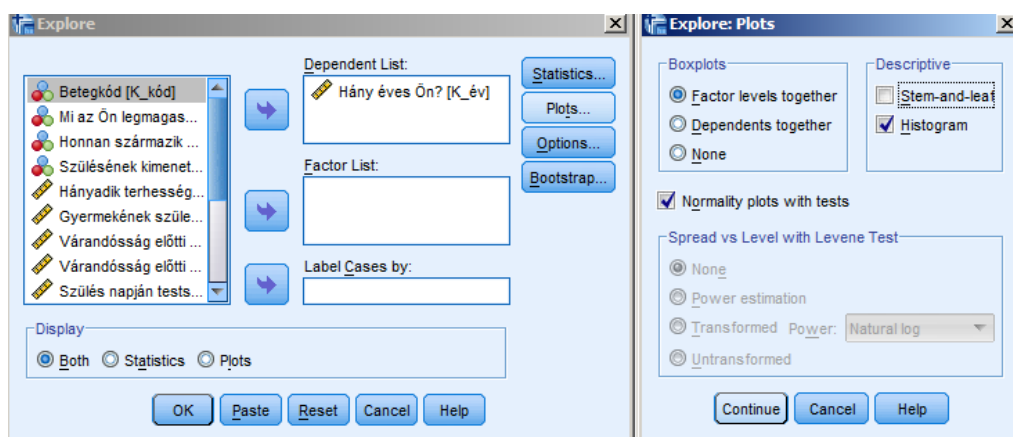 Explore
Betegkód [K_kód]
Mi az Ön legmagas...
Honnan származik ...
Szülésének kimenet...
Hányadik terhesség...
Gyermekének szüle...
Várandósság előtti ...
Várandósság előtti ...
Szülés napján tests...
Dependent List:
Hány éves Ön? [K_év]
Factor List:
Label Cases by:
Statistics...
Plots...
Options...
Bootstrap...
Display
Both Statistics Plots
OK Paste Reset Cancel Help
Explore: Plots
Boxplots
Factor levels together
Dependents together
None
Descriptive
Stem-and-leaf
Histogram
Normality plots with tests
Spread vs Level with Levene Test
None
Power estimation
Transformed Power: Natural log
Untransformed
Continue Cancel Help